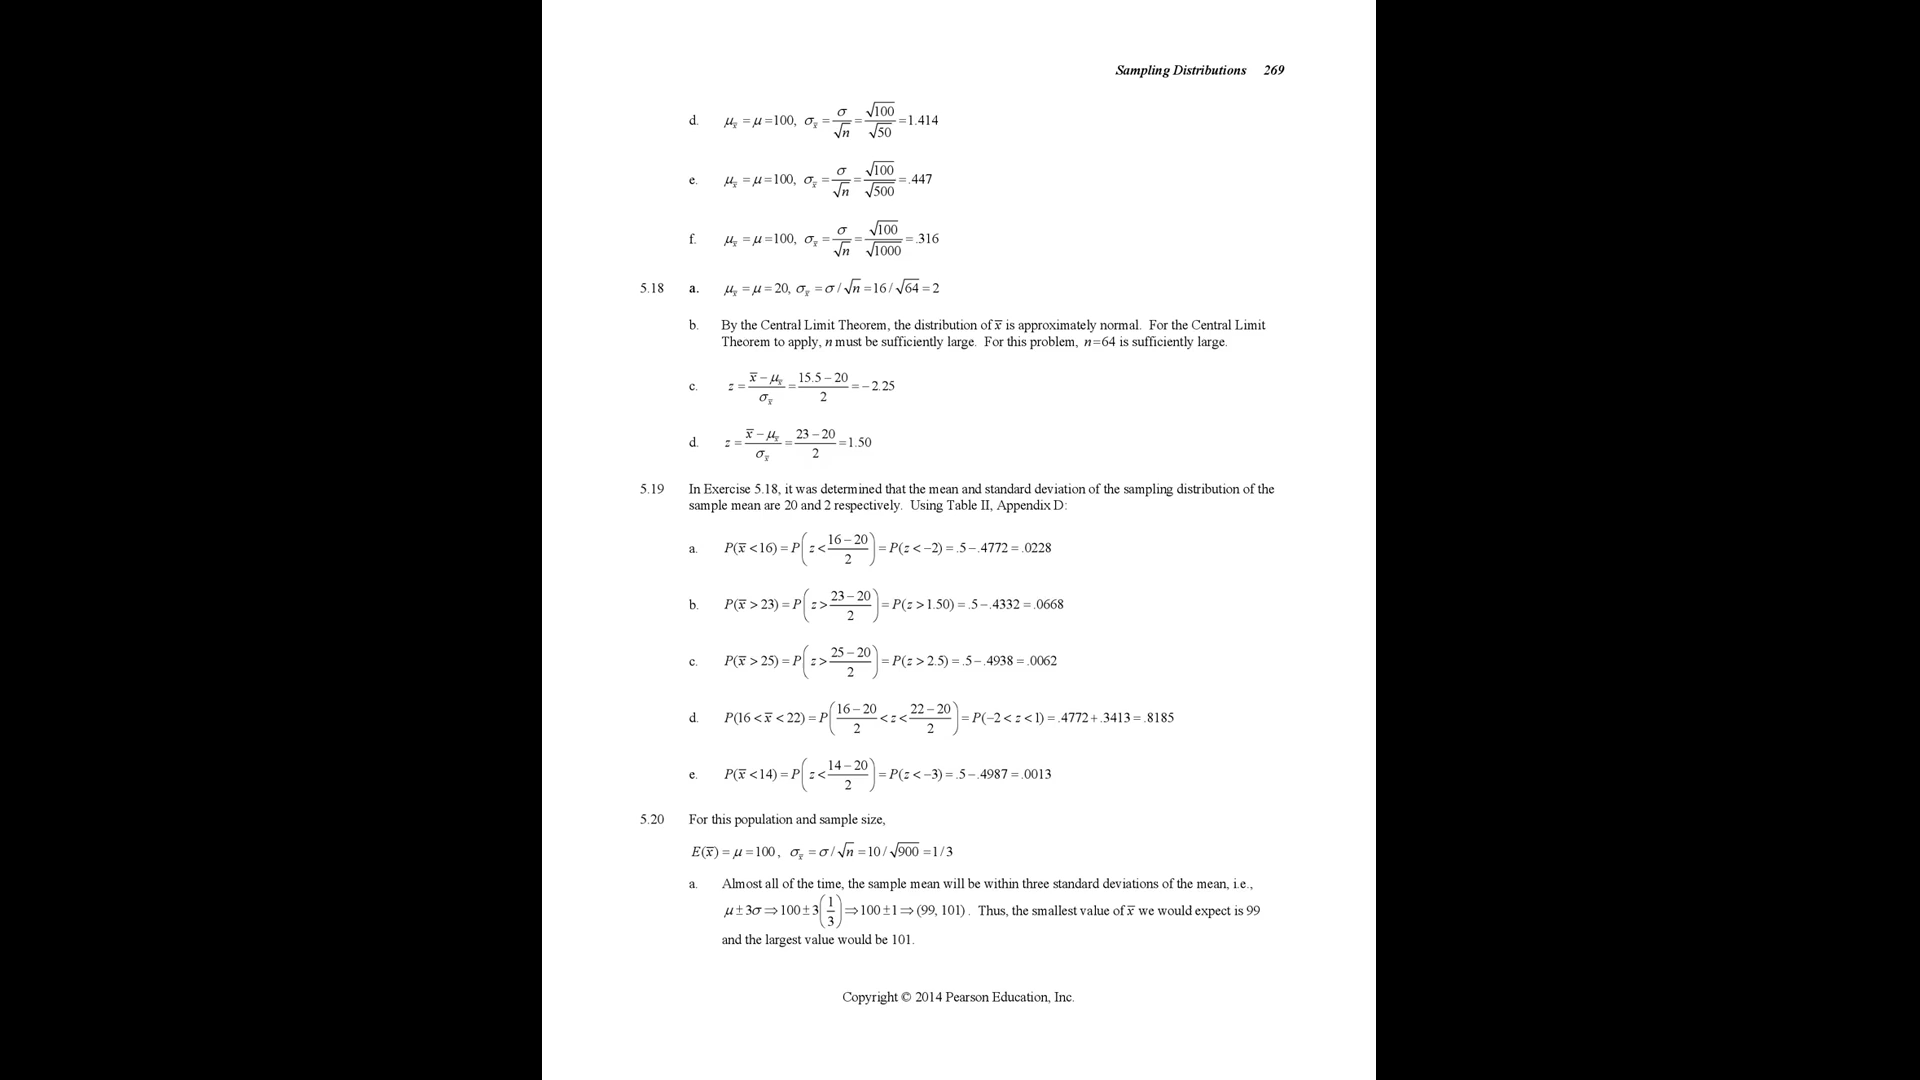 Sampling Distributions 269
d. μx̅ = μ = 100, σx̅ = σ/√n = √100/√50 = 1.414
e. μx̅ = μ = 100, σx̅ = σ/√n = √100/√500 = .447
f. μx̅ = μ = 100, σx̅ = σ/√n = √100/√1000 = .316
5.18 a. μx̅ = μ = 20, σx̅ = σ / √n = 16 / √64 = 2
b. By the Central Limit Theorem, the distribution of x̅ is approximately normal. For the Central Limit
Theorem to apply, n must be sufficiently large. For this problem, n=64 is sufficiently large.
c. z = (x̅ − μx̅)/σx̅ = (15.5 − 20)/2 = −2.25
d. z = (x̅ − μx̅)/σx̅ = (23 − 20)/2 = 1.50
5.19 In Exercise 5.18, it was determined that the mean and standard deviation of the sampling distribution of the
sample mean are 20 and 2 respectively. Using Table II, Appendix D:
a. P(x̅ < 16) = P(z < (16 − 20)/2) = P(z < −2) = .5 − .4772 = .0228
b. P(x̅ > 23) = P(z > (23 − 20)/2) = P(z > 1.50) = .5 − .4332 = .0668
c. P(x̅ > 25) = P(z > (25 − 20)/2) = P(z > 2.5) = .5 − .4938 = .0062
d. P(16 < x̅ < 22) = P((16 − 20)/2 < z < (22 − 20)/2) = P(−2 < z < 1) = .4772 + .3413 = .8185
e. P(x̅ < 14) = P(z < (14 − 20)/2) = P(z < −3) = .5 − .4987 = .0013
5.20 For this population and sample size,
E(x̅) = μ = 100, σx̅ = σ / √n = 10 / √900 = 1/3
a. Almost all of the time, the sample mean will be within three standard deviations of the mean, i.e.,
μ ± 3σ ⇒ 100 ± 3(1/3) ⇒ 100 ± 1 ⇒ (99, 101). Thus, the smallest value of x̅ we would expect is 99
and the largest value would be 101.
Copyright © 2014 Pearson Education, Inc.